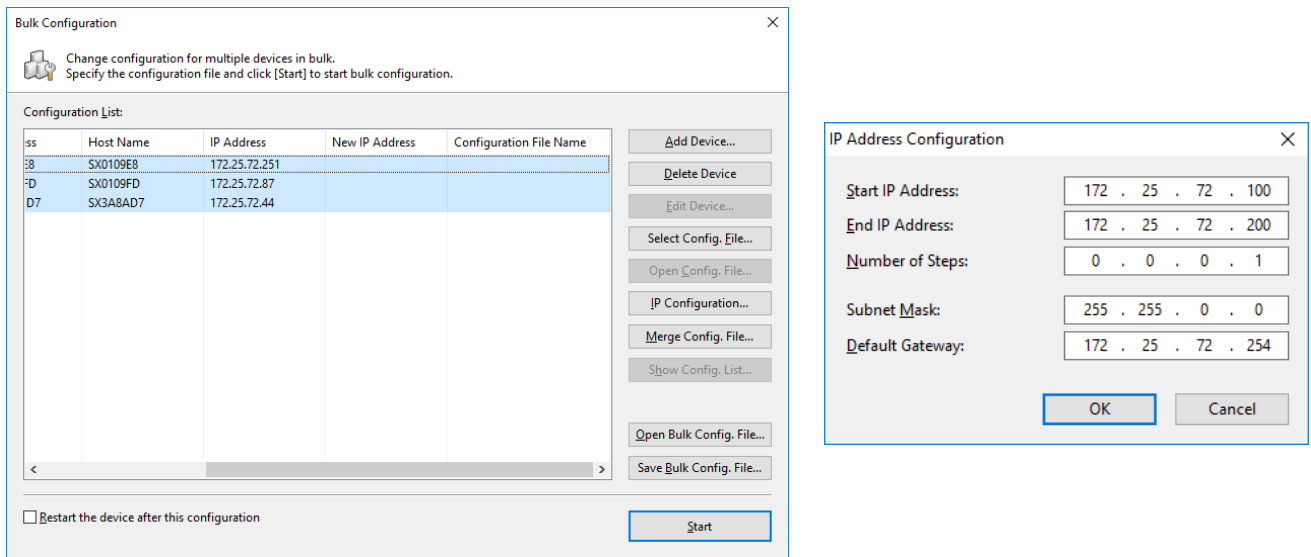 Bulk Configuration
Change configuration for multiple devices in bulk.
Specify the configuration file and click [Start] to start bulk configuration.
Configuration List:
ss Host Name IP Address New IP Address Configuration File Name
E8 SX0109E8 172.25.72.251
FD SX0109FD 172.25.72.87
D7 SX3A8AD7 172.25.72.44
Add Device...
Delete Device
Edit Device...
Select Config. File...
Open Config. File...
IP Configuration...
Merge Config. File...
Show Config. List...
Open Bulk Config. File...
Save Bulk Config. File...
Restart the device after this configuration
Start
IP Address Configuration
Start IP Address: 172 . 25 . 72 . 100
End IP Address: 172 . 25 . 72 . 200
Number of Steps: 0 . 0 . 0 . 1
Subnet Mask: 255 . 255 . 0 . 0
Default Gateway: 172 . 25 . 72 . 254
OK Cancel